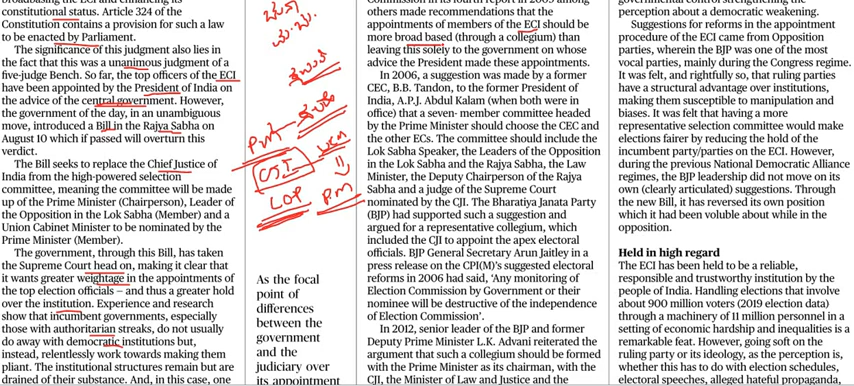 constitutional status. Article 324 of the
Constitution contains a provision for such a law
to be enacted by Parliament.
The significance of this judgment also lies in
the fact that this was a unanimous judgment of a
five-judge Bench. So far, the top officers of the ECI
have been appointed by the President of India on
the advice of the central government. However,
the government of the day, in an unambiguous
move, introduced a Bill in the Rajya Sabha on
August 10 which if passed will overturn this
verdict.
The Bill seeks to replace the Chief Justice of
India from the high-powered selection
committee, meaning the committee will be made
up of the Prime Minister (Chairperson), Leader of
the Opposition in the Lok Sabha (Member) and a
Union Cabinet Minister to be nominated by the
Prime Minister (Member).
The government, through this Bill, has taken
the Supreme Court head on, making it clear that
it wants greater weightage in the appointments of
the top election officials – and thus a greater hold
over the institution. Experience and research
show that incumbent governments, especially
those with authoritarian streaks, do not usually
do away with democratic institutions but,
instead, relentlessly work towards making them
pliant. The institutional structures remain but are
drained of their substance. And, in this case, one
PM
CJI
LOP
PM
As the focal
point of
differences
between the
government
and the
judiciary over
its appointment
others made recommendations that the
appointments of members of the ECI should be
more broad based (through a collegium) than
leaving this solely to the government on whose
advice the President made these appointments.
In 2006, a suggestion was made by a former
CEC, B.B. Tandon, to the former President of
India, A.P.J. Abdul Kalam (when both were in
office) that a seven- member committee headed
by the Prime Minister should choose the CEC and
the other ECs. The committee should include the
Lok Sabha Speaker, the Leaders of the Opposition
in the Lok Sabha and the Rajya Sabha, the Law
Minister, the Deputy Chairperson of the Rajya
Sabha and a judge of the Supreme Court
nominated by the CJI. The Bharatiya Janata Party
(BJP) had supported such a suggestion and
argued for a representative collegium, which
included the CJI to appoint the apex electoral
officials. BJP General Secretary Arun Jaitley in a
press release on the CPI(M)'s suggested electoral
reforms in 2006 had said, 'Any monitoring of
Election Commission by Government or their
nominee will be destructive of the independence
of Election Commission'.
In 2012, senior leader of the BJP and former
Deputy Prime Minister L.K. Advani reiterated the
argument that such a collegium should be formed
with the Prime Minister as its chairman, with the
CJI, the Minister of Law and Justice and the
perception about a democratic weakening.
Suggestions for reforms in the appointment
procedure of the ECI came from Opposition
parties, wherein the BJP was one of the most
vocal parties, mainly during the Congress regime.
It was felt, and rightfully so, that ruling parties
have a structural advantage over institutions,
making them susceptible to manipulation and
biases. It was felt that having a more
representative selection committee would make
elections fairer by reducing the hold of the
incumbent party/parties on the ECI. However,
during the previous National Democratic Alliance
regimes, the BJP leadership did not move on its
own (clearly articulated) suggestions. Through
the new Bill, it has reversed its own position
which it had been voluble about while in the
opposition.
Held in high regard
The ECI has been held to be a reliable,
responsible and trustworthy institution by the
people of India. Handling elections that involve
about 900 million voters (2019 election data)
through a machinery of 11 million personnel in a
setting of economic hardship and inequalities is a
remarkable feat. However, going soft on the
ruling party or its ideology, as the perception is,
whether this has to do with election schedules,
electoral speeches, alleged hateful propaganda,